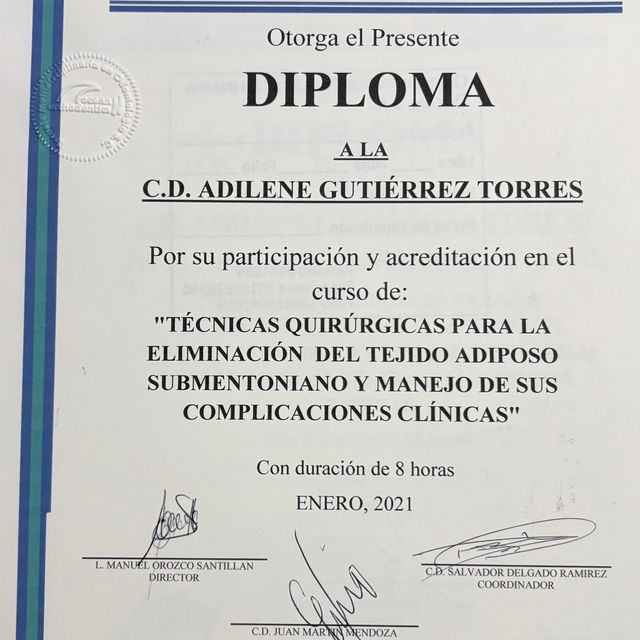 Otorga el Presente
DIPLOMA
A LA
C.D. ADILENE GUTIÉRREZ TORRES
Por su participación y acreditación en el
curso de:
"TÉCNICAS QUIRÚRGICAS PARA LA
ELIMINACIÓN DEL TEJIDO ADIPOSO
SUBMENTONIANO Y MANEJO DE SUS
COMPLICACIONES CLÍNICAS"
Con duración de 8 horas
ENERO, 2021
L. MANUEL OROZCO SANTILLAN
DIRECTOR
C.D. SALVADOR DELGADO RAMIREZ
COORDINADOR
C.D. JUAN MARTIN MENDOZA